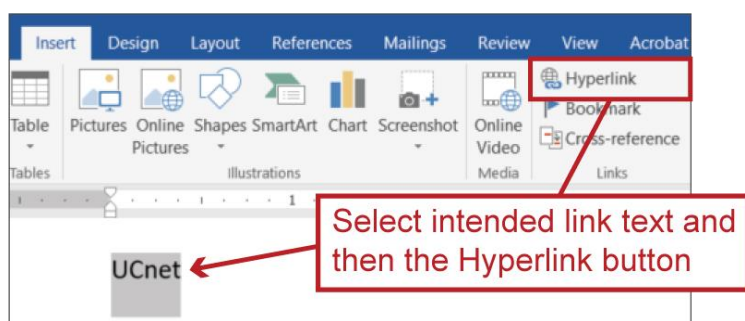 Insert Design Layout References Mailings Review View Acrobat
Hyperlink
Bookmark
Cross-reference
Table Pictures Online Pictures Shapes SmartArt Chart Screenshot Online Video
Tables Illustrations Media Links
1
Select intended link text and
then the Hyperlink button
UCnet